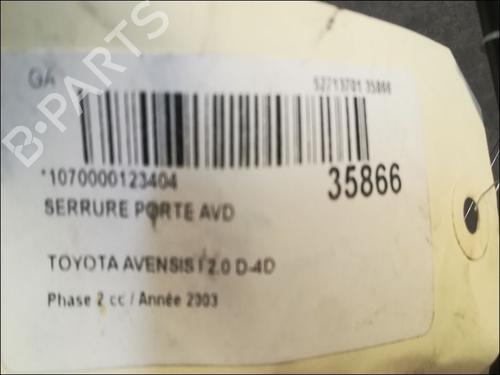 GA 52713701 35866
B-PARTS
*1070000123404 35866
SERRURE PORTE AVD
TOYOTA AVENSIS I 2.0 D-4D
Phase 2 cc / Année 2003